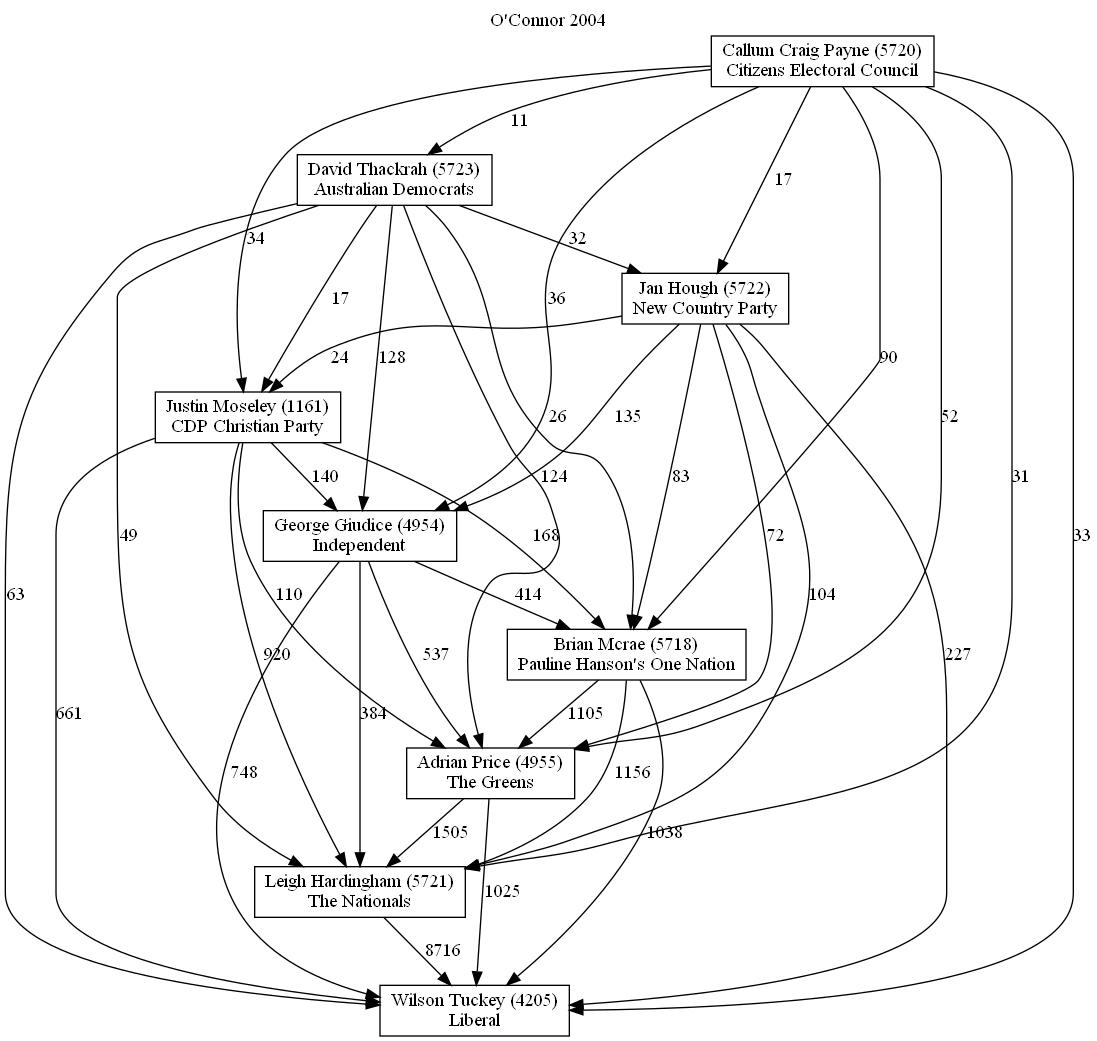 O'Connor 2004
Callum Craig Payne (5720)
Citizens Electoral Council
11
David Thackrah (5723)
Australian Democrats
17
34
32
Jan Hough (5722)
New Country Party
17
36
24
128
90
Justin Moseley (1161)
CDP Christian Party
26
135
52
140
124
83
31
George Giudice (4954)
Independent
49
168
72
33
63
110
414
104
Brian Mcrae (5718)
Pauline Hanson's One Nation
920
537
227
661
384
1105
Adrian Price (4955)
The Greens
748
1156
1505
1038
Leigh Hardingham (5721)
The Nationals
1025
8716
Wilson Tuckey (4205)
Liberal